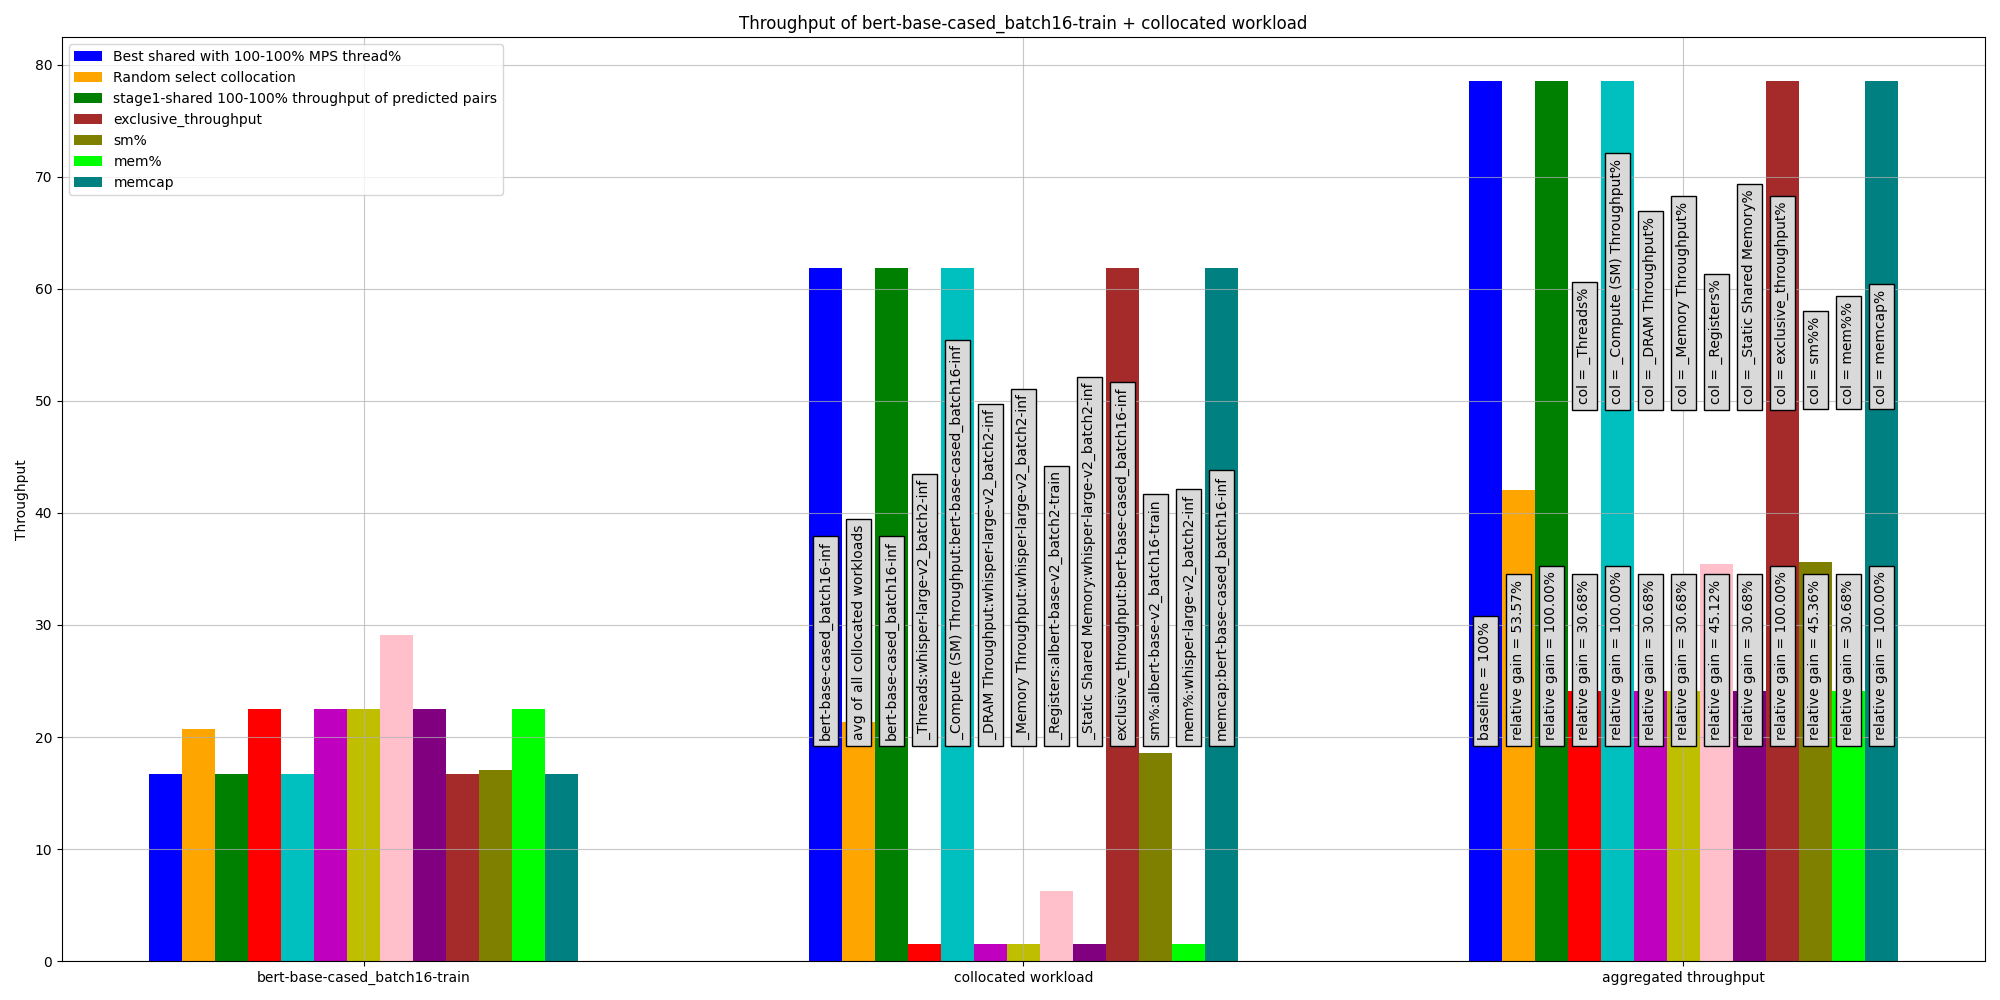 Throughput of bert-base-cased_batch16-train + collocated workload
Best shared with 100-100% MPS thread%
Random select collocation
stage1-shared 100-100% throughput of predicted pairs
exclusive_throughput
sm%
mem%
memcap
Throughput
80
70
60
50
40
30
20
10
0
bert-base-cased_batch16-inf
avg of all collocated workloads
bert-base-cased_batch16-inf
_Threads:whisper-large-v2_batch2-inf
_Compute (SM) Throughput:bert-base-cased_batch16-inf
_DRAM Throughput:whisper-large-v2_batch2-inf
_Memory Throughput:whisper-large-v2_batch2-inf
_Registers:albert-base-v2_batch2-train
_Static Shared Memory:whisper-large-v2_batch2-inf
exclusive_throughput:bert-base-cased_batch16-inf
sm%:albert-base-v2_batch16-train
mem%:whisper-large-v2_batch2-inf
memcap:bert-base-cased_batch16-inf
col = _Threads%
col = _Compute (SM) Throughput%
col = _DRAM Throughput%
col = _Memory Throughput%
col = _Registers%
col = _Static Shared Memory%
col = exclusive_throughput%
col = sm%%
col = mem%%
col = memcap%
baseline = 100%
relative gain = 53.57%
relative gain = 100.00%
relative gain = 30.68%
relative gain = 100.00%
relative gain = 30.68%
relative gain = 30.68%
relative gain = 45.12%
relative gain = 30.68%
relative gain = 100.00%
relative gain = 45.36%
relative gain = 30.68%
relative gain = 100.00%
bert-base-cased_batch16-train
collocated workload
aggregated throughput